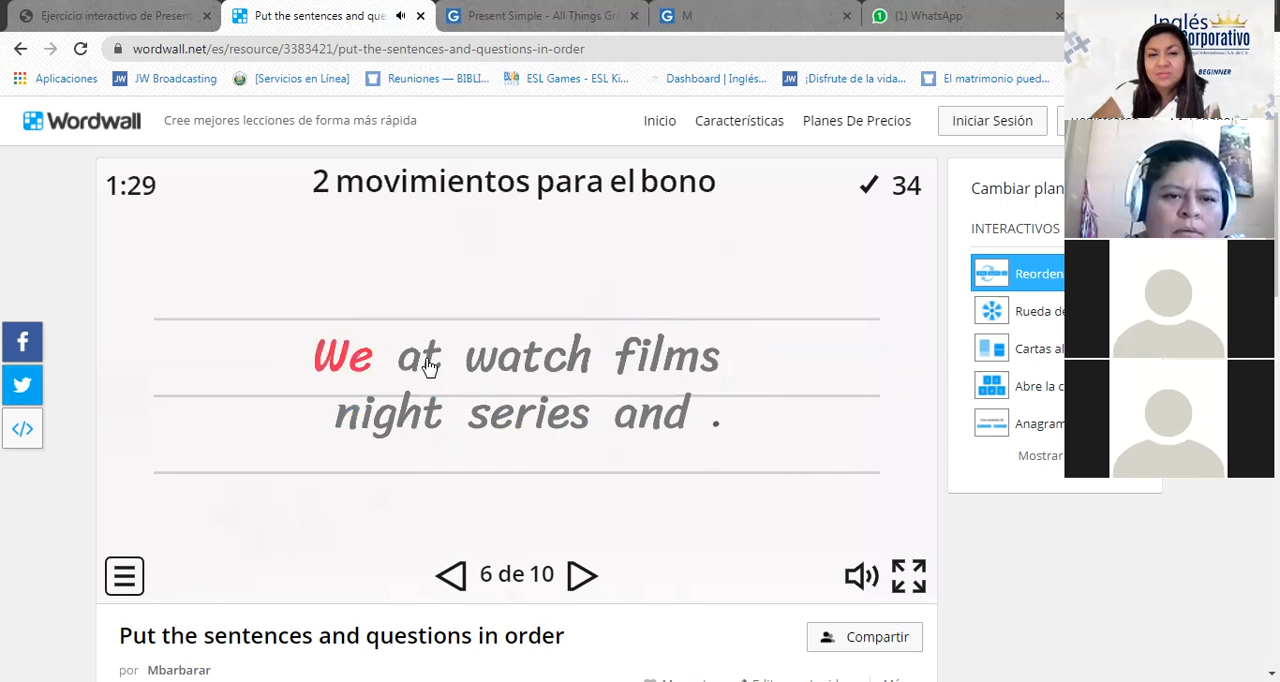 Ejercicio interactivo de Presen
Put the sentences and que
Present Simple - All Things Gra
M
(1) WhatsApp
wordwall.net/es/resource/3383421/put-the-sentences-and-questions-in-order
Aplicaciones
JW Broadcasting
[Servicios en Línea]
Reuniones — BIBLI...
ESL Games - ESL Ki...
Dashboard | Inglés...
¡Disfrute de la vida...
El matrimonio pued...
Inglés
Corporativo
BEGINNER
Wordwall
Cree mejores lecciones de forma más rápida
Inicio
Características
Planes De Precios
Iniciar Sesión
1:29
2 movimientos para el bono
34
We at watch films
night series and .
6 de 10
Cambiar plan
INTERACTIVOS
Reorden
Rueda de
Cartas al
Abre la c
Anagram
Mostrar
Put the sentences and questions in order
Compartir
por Mbarbarar